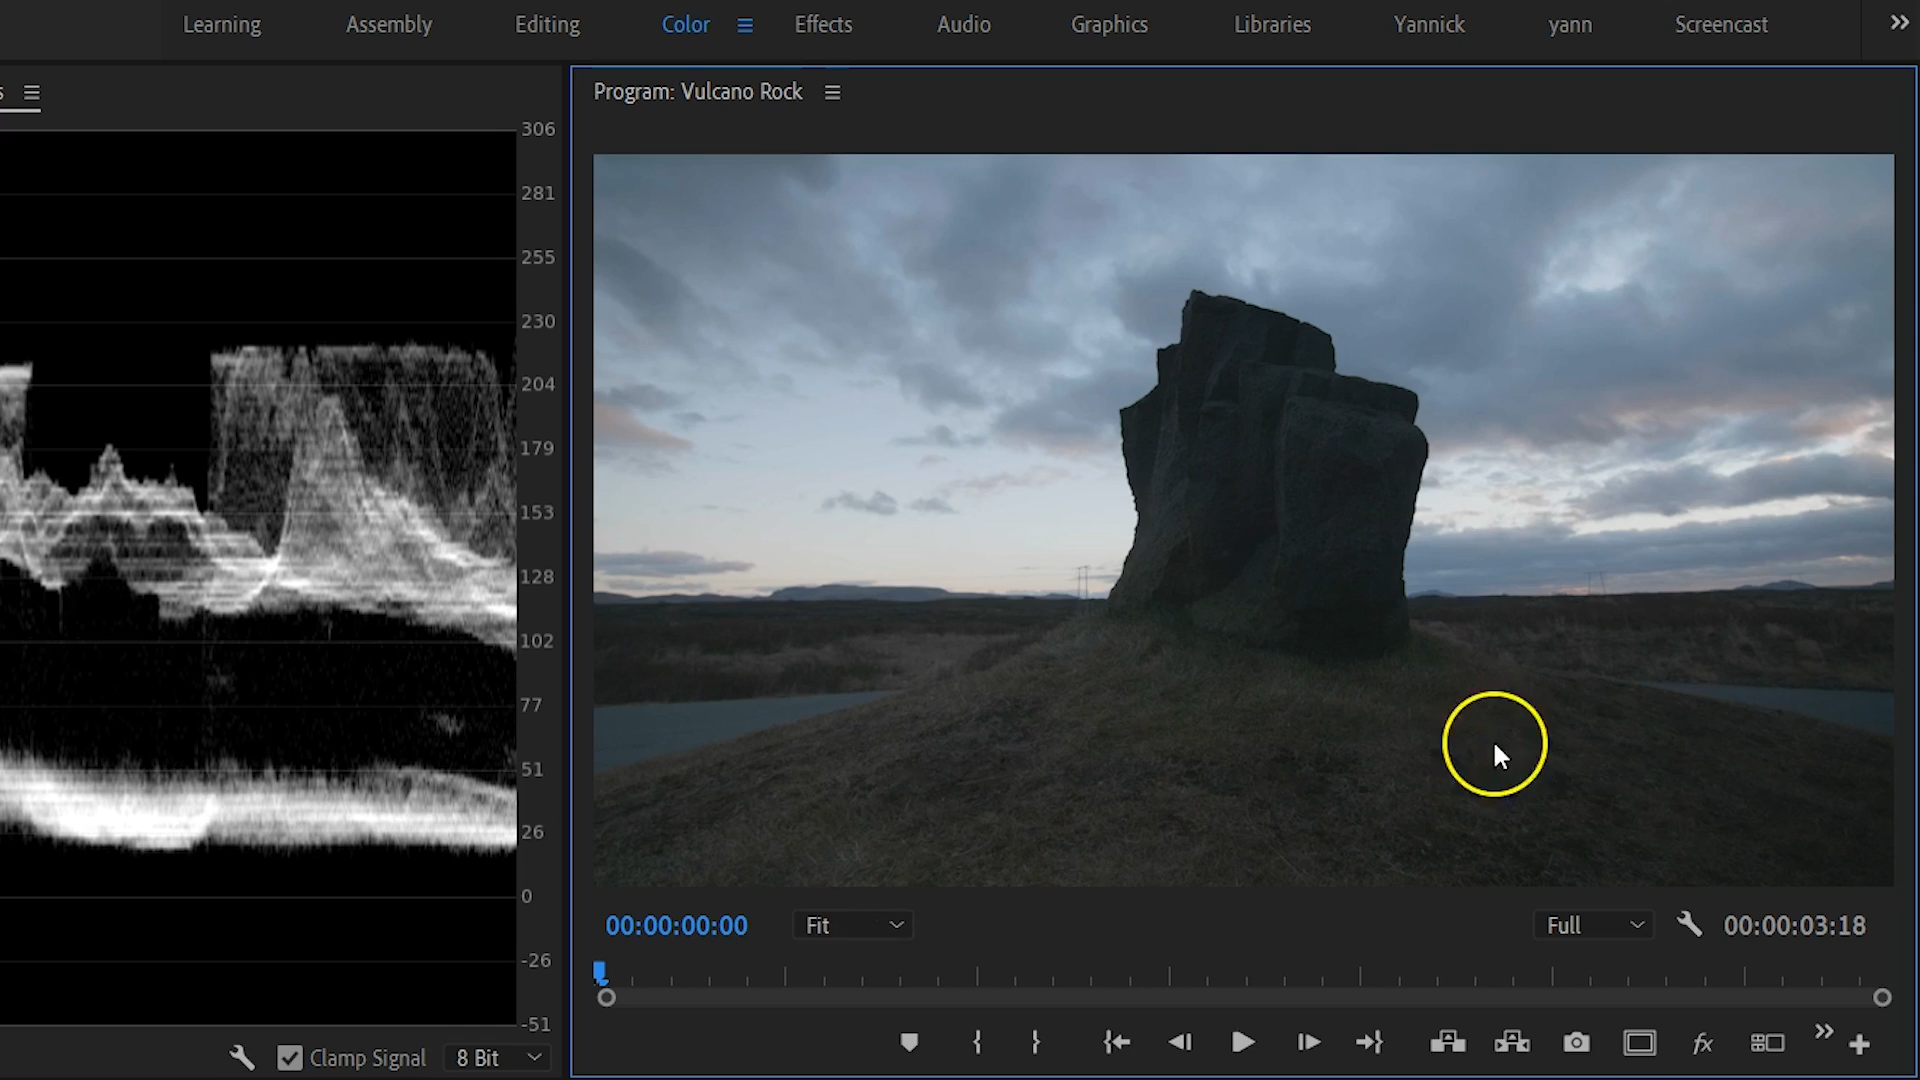 Learning Assembly Editing Color Effects Audio Graphics Libraries Yannick yann Screencast
s
Program: Vulcano Rock
306
281
255
230
204
179
153
128
102
77
51
26
0
-26
-51
00:00:00:00 Fit Full 00:00:03:18
Clamp Signal 8 Bit
fx